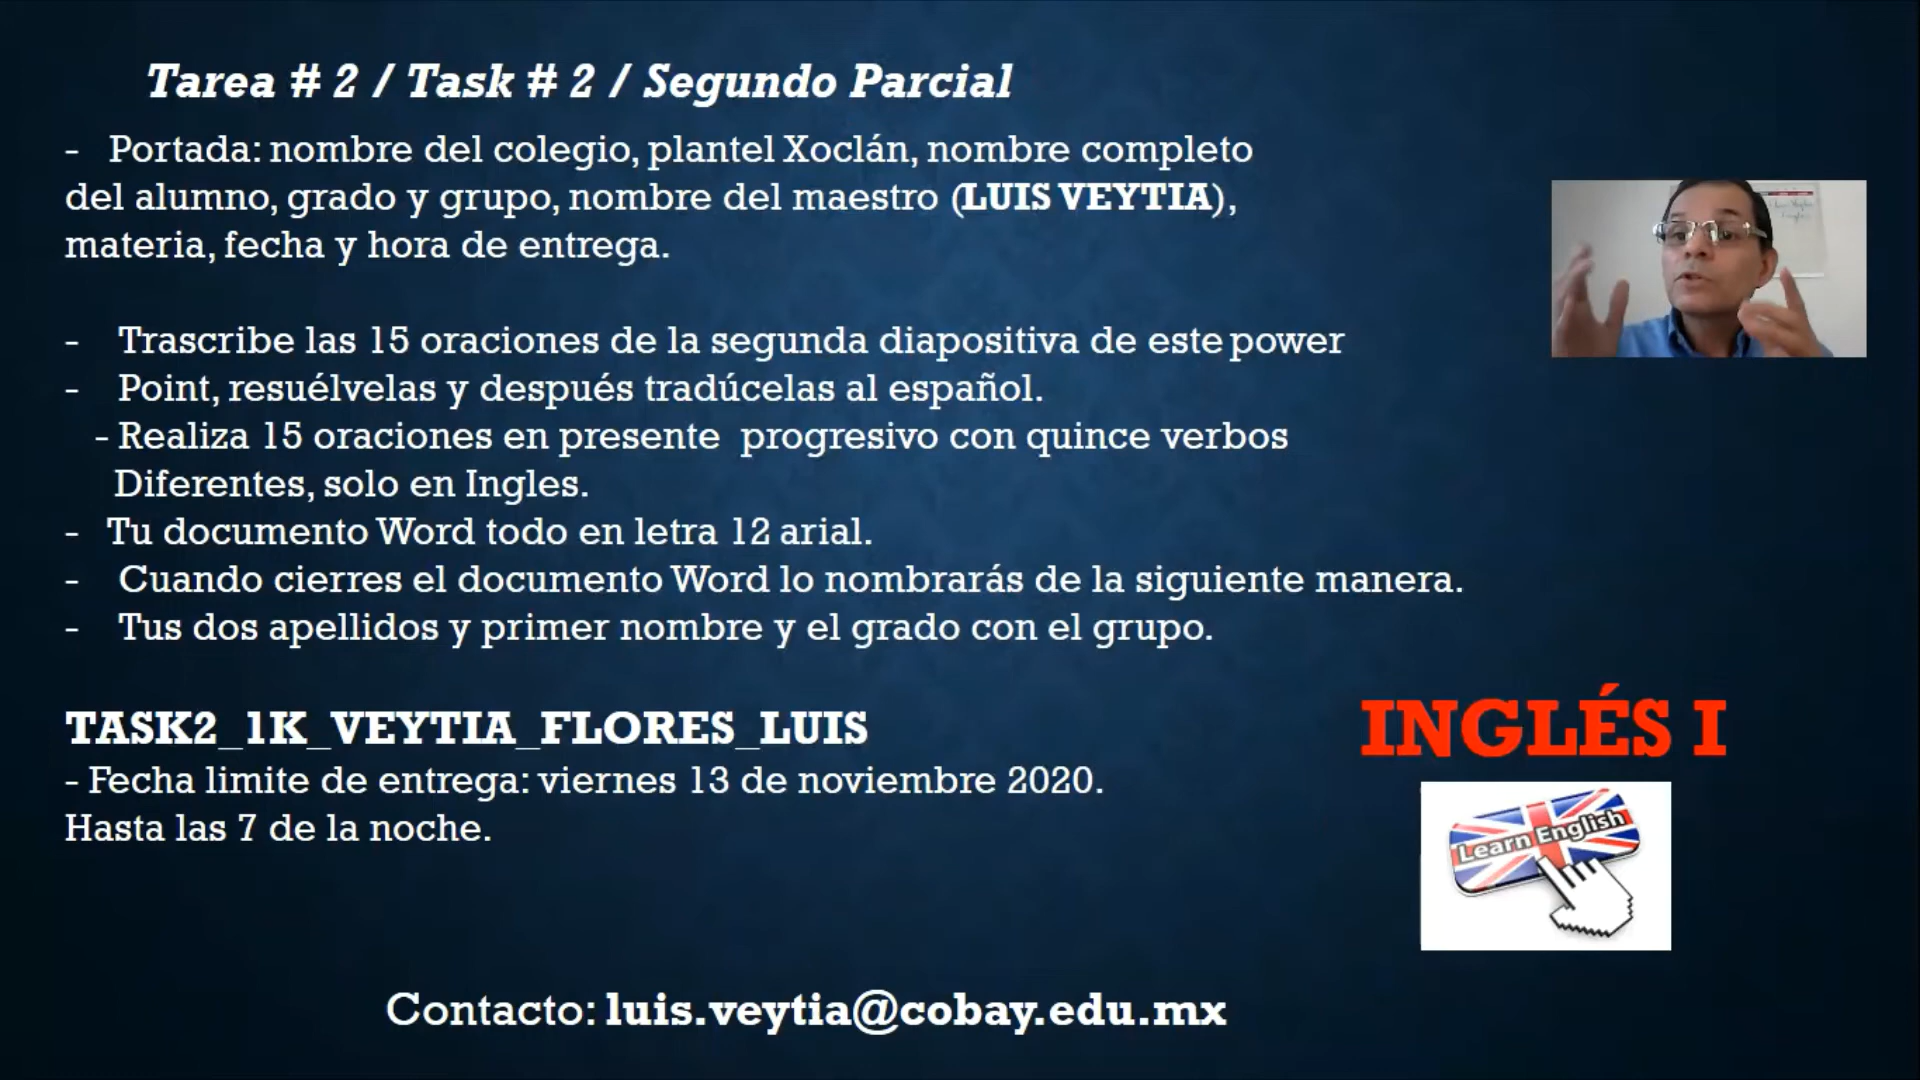 Tarea # 2 / Task # 2 / Segundo Parcial
- Portada: nombre del colegio, plantel Xoclán, nombre completo
del alumno, grado y grupo, nombre del maestro (LUIS VEYTIA),
materia, fecha y hora de entrega.
- Trascribe las 15 oraciones de la segunda diapositiva de este power
- Point, resuélvelas y después tradúcelas al español.
- Realiza 15 oraciones en presente progresivo con quince verbos
Diferentes, solo en Ingles.
- Tu documento Word todo en letra 12 arial.
- Cuando cierres el documento Word lo nombrarás de la siguiente manera.
- Tus dos apellidos y primer nombre y el grado con el grupo.
TASK2_1K_VEYTIA_FLORES_LUIS
- Fecha limite de entrega: viernes 13 de noviembre 2020.
Hasta las 7 de la noche.
INGLÉS I
Learn English
Contacto: luis.veytia@cobay.edu.mx